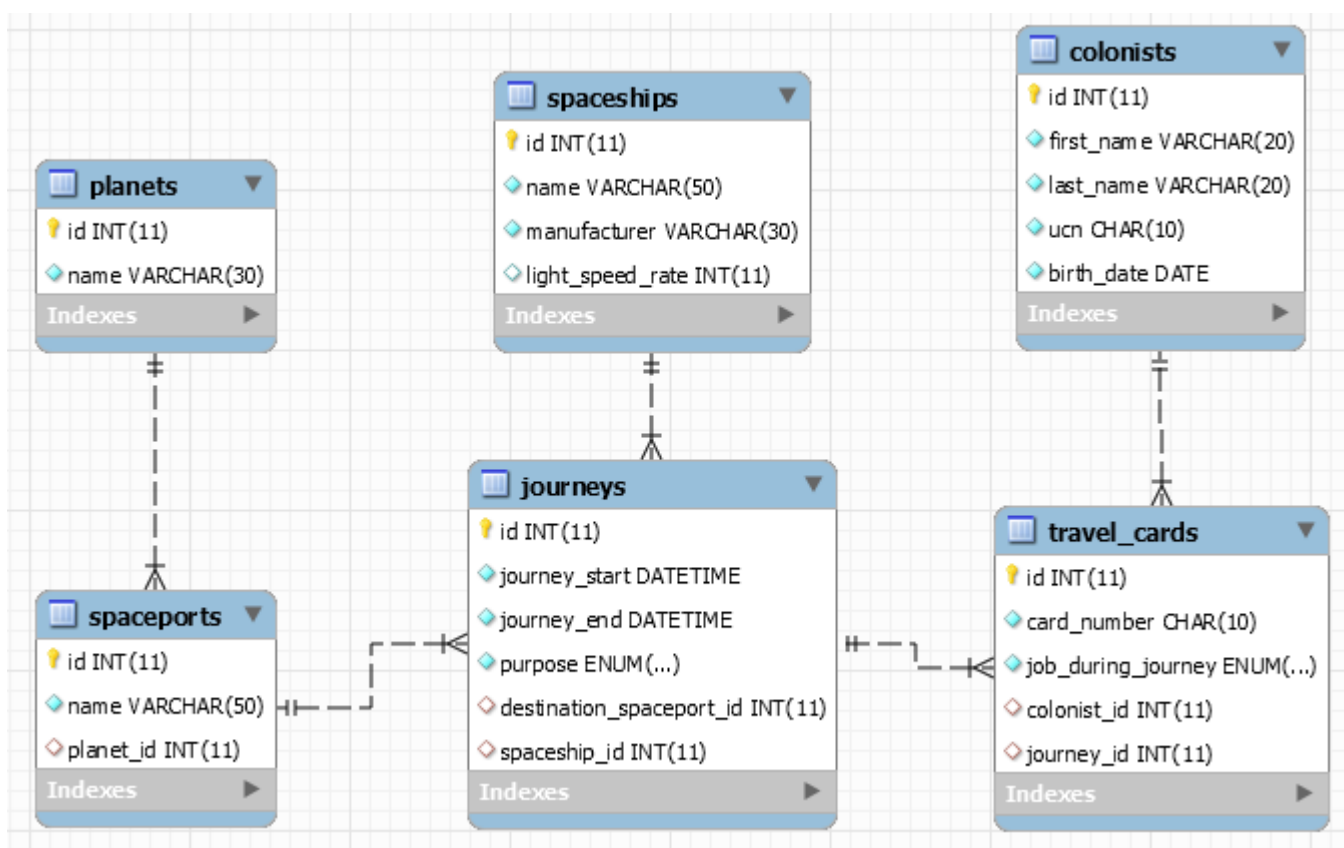 planets
id INT(11)
name VARCHAR(30)
Indexes
spaceships
id INT(11)
name VARCHAR(50)
manufacturer VARCHAR(30)
light_speed_rate INT(11)
Indexes
colonists
id INT(11)
first_name VARCHAR(20)
last_name VARCHAR(20)
ucn CHAR(10)
birth_date DATE
Indexes
spaceports
id INT(11)
name VARCHAR(50)
planet_id INT(11)
Indexes
journeys
id INT(11)
journey_start DATETIME
journey_end DATETIME
purpose ENUM(...)
destination_spaceport_id INT(11)
spaceship_id INT(11)
Indexes
travel_cards
id INT(11)
card_number CHAR(10)
job_during_journey ENUM(...)
colonist_id INT(11)
journey_id INT(11)
Indexes